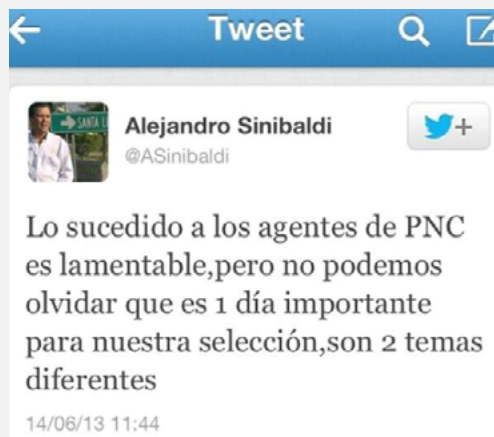 Tweet
SANTA L
Alejandro Sinibaldi
@ASinibaldi
Lo sucedido a los agentes de PNC
es lamentable,pero no podemos
olvidar que es 1 día importante
para nuestra selección,son 2 temas
diferentes
14/06/13 11:44